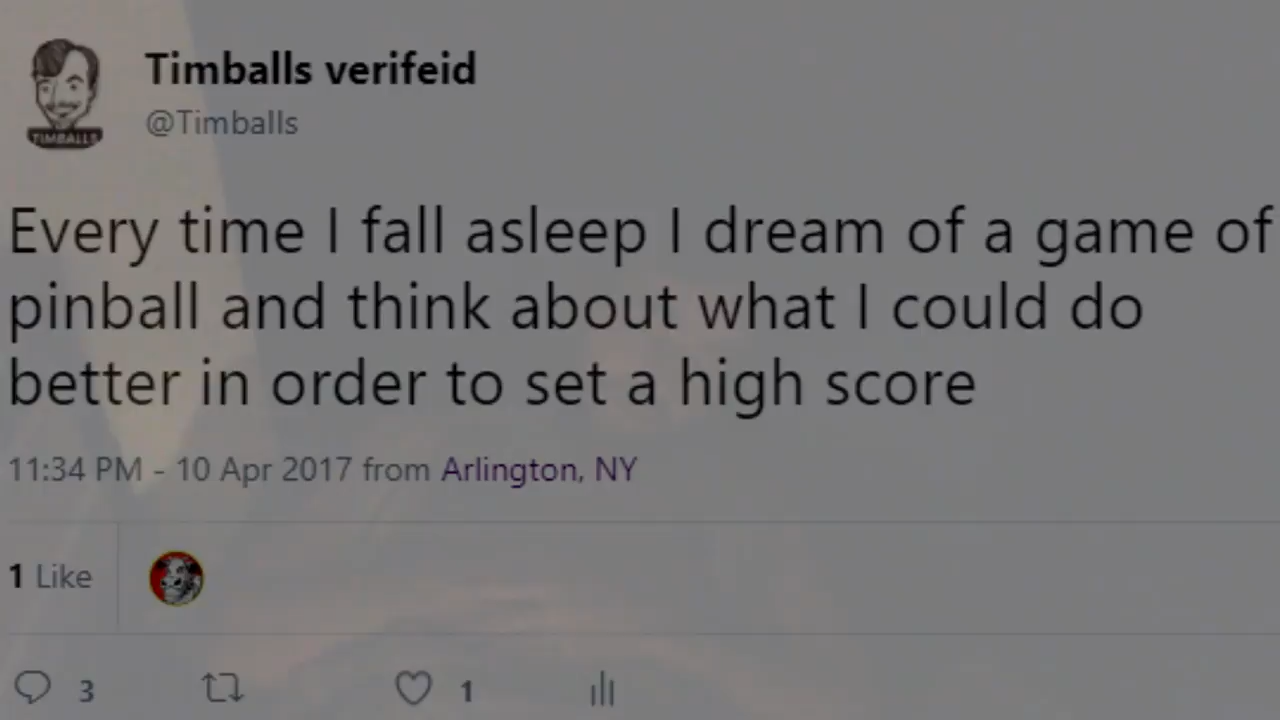 TIMBALLS
Timballs verifeid
@Timballs
Every time I fall asleep I dream of a game of
pinball and think about what I could do
better in order to set a high score
11:34 PM - 10 Apr 2017 from Arlington, NY
1 Like
3
1